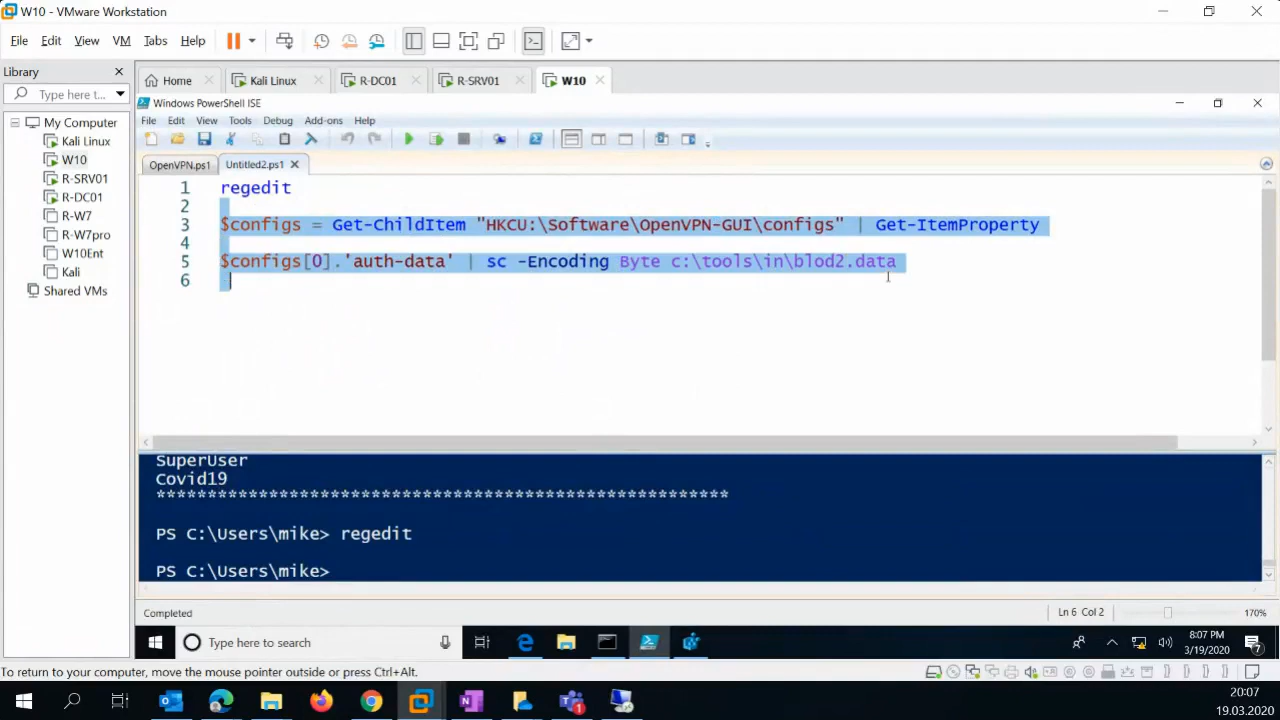 W10 - VMware Workstation
File Edit View VM Tabs Help
Library
Type here t...
Home Kali Linux R-DC01 R-SRV01 W10
My Computer
Kali Linux
W10
R-SRV01
R-DC01
R-W7
R-W7pro
W10Ent
Kali
Shared VMs
Windows PowerShell ISE
File Edit View Tools Debug Add-ons Help
OpenVPN.ps1 Untitled2.ps1
1 regedit
2
3 $configs = Get-ChildItem "HKCU:\Software\OpenVPN-GUI\configs" | Get-ItemProperty
4
5 $configs[0].'auth-data' | sc -Encoding Byte c:\tools\in\blod2.data
6
SuperUser
Covid19
********************************************************
PS C:\Users\mike> regedit
PS C:\Users\mike>
Completed
Ln 6 Col 2
170%
Type here to search
8:07 PM
3/19/2020
7
To return to your computer, move the mouse pointer outside or press Ctrl+Alt.
1
20:07
19.03.2020